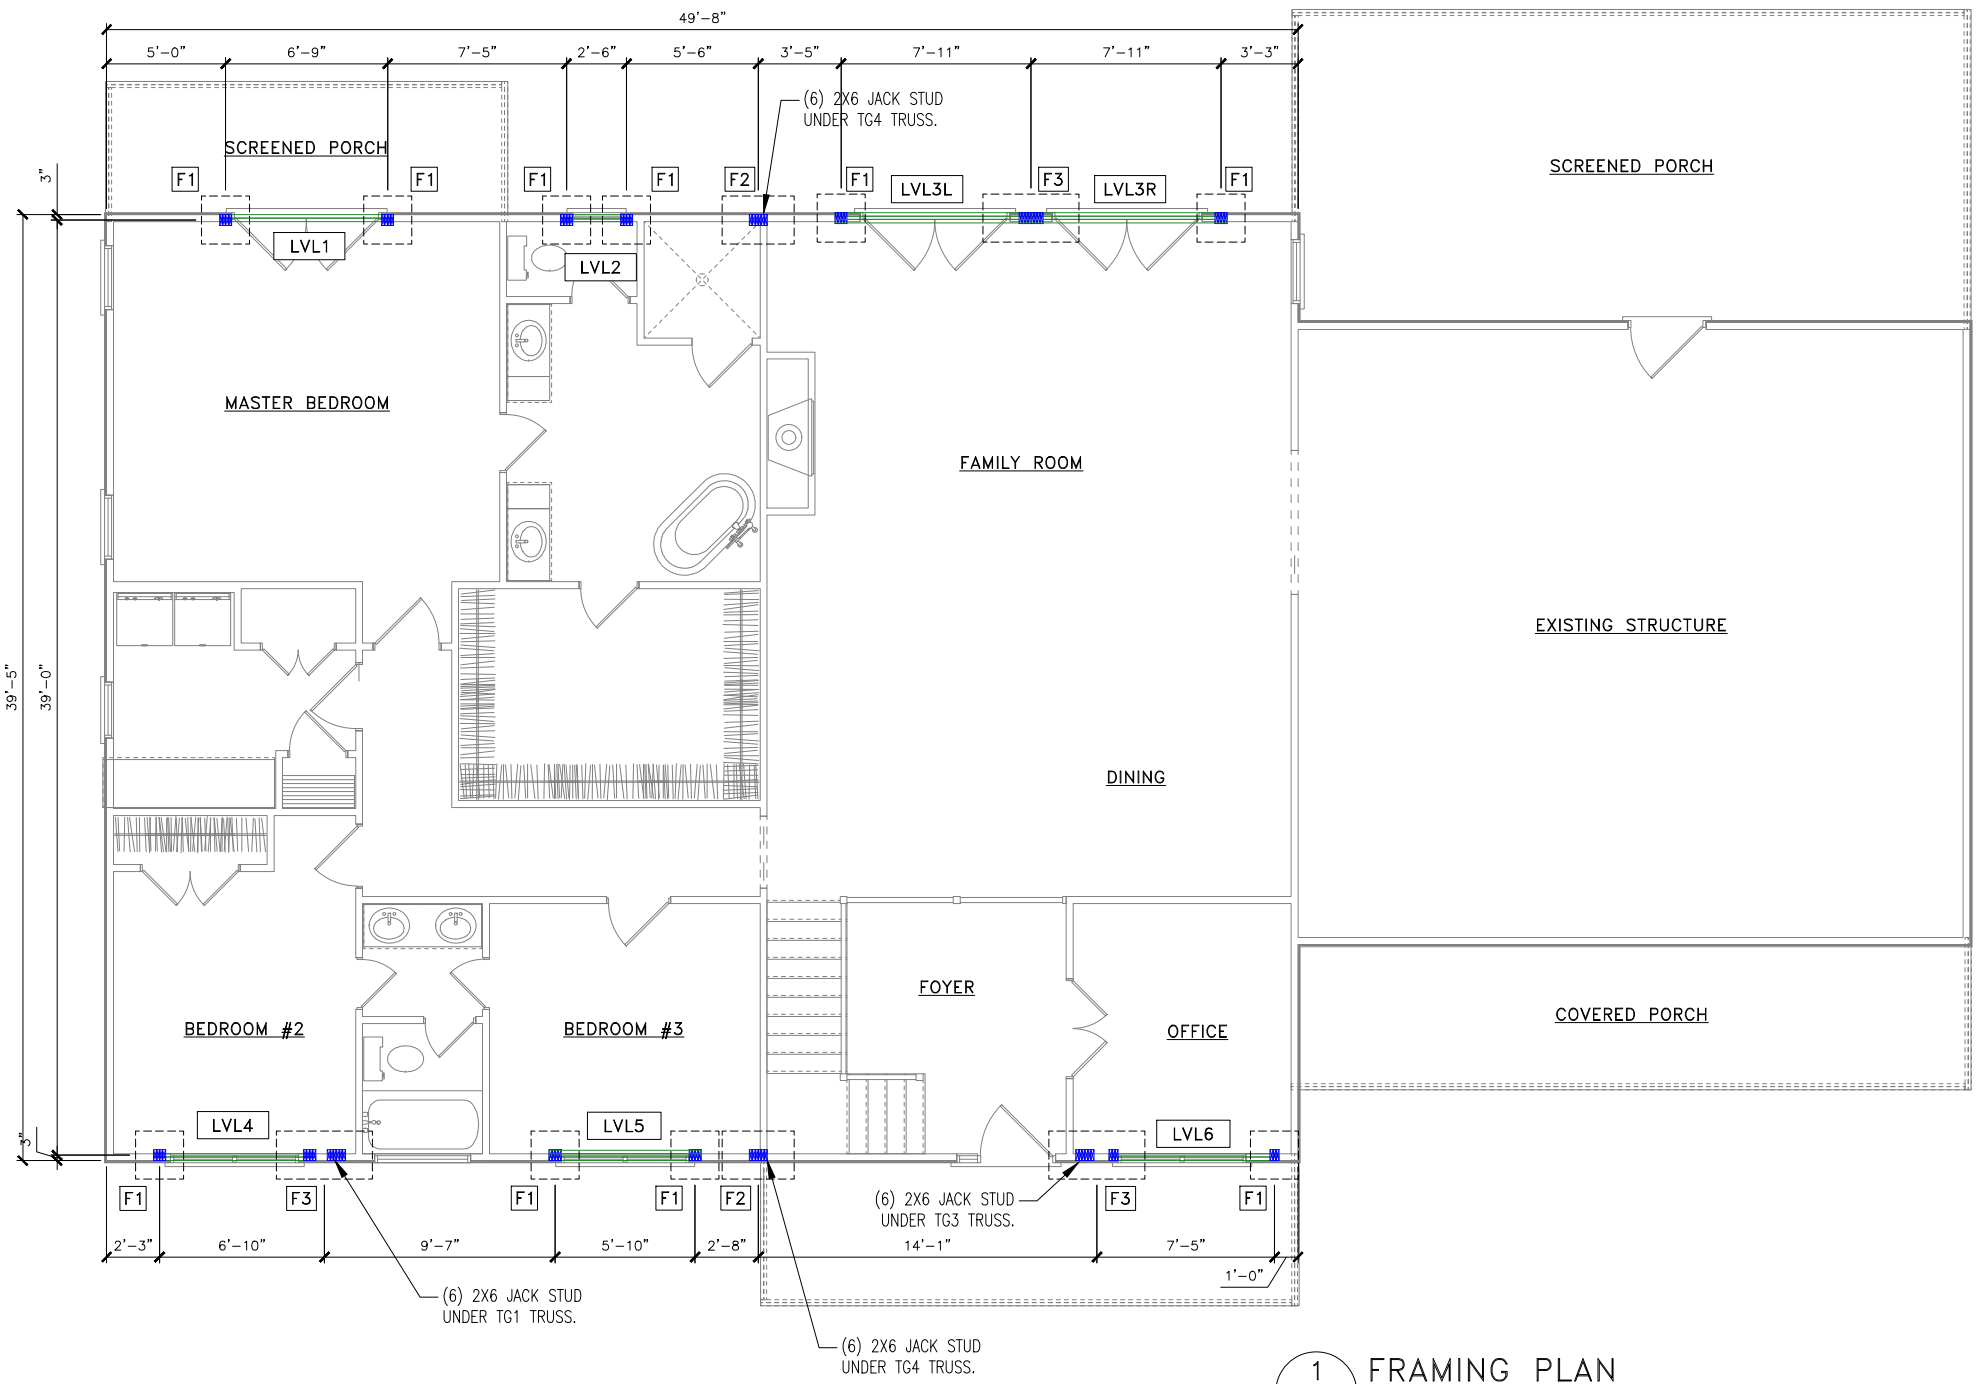 49'-8"
5'-0" 6'-9" 7'-5" 2'-6" 5'-6" 3'-5" 7'-11" 7'-11" 3'-3"
(6) 2X6 JACK STUD
UNDER TG4 TRUSS.
SCREENED PORCH
SCREENED PORCH
3"
F1 F1 F1 F1 F2 F1 LVL3L F3 LVL3R F1
LVL1
LVL2
MASTER BEDROOM
FAMILY ROOM
EXISTING STRUCTURE
39'-5"
39'-0"
DINING
FOYER
BEDROOM #2
BEDROOM #3
OFFICE
COVERED PORCH
3"
LVL4
LVL5
LVL6
F1 F3 F1 F1 F2
(6) 2X6 JACK STUD
UNDER TG3 TRUSS.
F3 F1
2'-3" 6'-10" 9'-7" 5'-10" 2'-8" 14'-1" 7'-5"
1'-0"
(6) 2X6 JACK STUD
UNDER TG1 TRUSS.
(6) 2X6 JACK STUD
UNDER TG4 TRUSS.
1 FRAMING PLAN